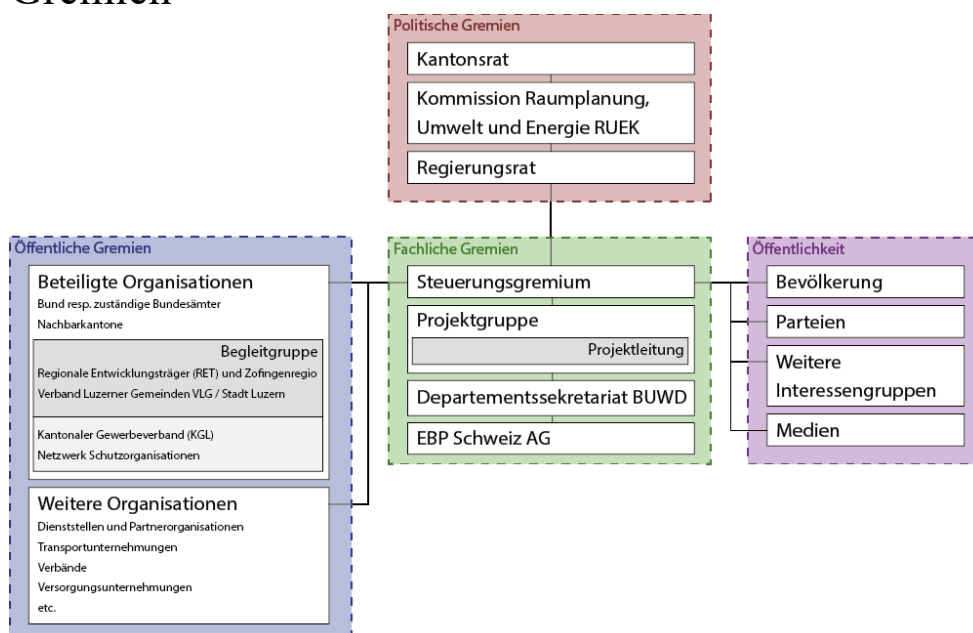 Gremien
Politische Gremien
Kantonsrat
Kommission Raumplanung,
Umwelt und Energie RUEK
Regierungsrat
Öffentliche Gremien
Beteiligte Organisationen
Bund resp. zuständige Bundesämter
Nachbarkantone
Begleitgruppe
Regionale Entwicklungsträger (RET) und Zofingenregio
Verband Luzerner Gemeinden VLG / Stadt Luzern
Kantonaler Gewerbeverband (KGL)
Netzwerk Schutzorganisationen
Weitere Organisationen
Dienststellen und Partnerorganisationen
Transportunternehmungen
Verbände
Versorgungsunternehmungen
etc.
Fachliche Gremien
Steuerungsgremium
Projektgruppe
Projektleitung
Departementssekretariat BUWD
EBP Schweiz AG
Öffentlichkeit
Bevölkerung
Parteien
Weitere
Interessengruppen
Medien